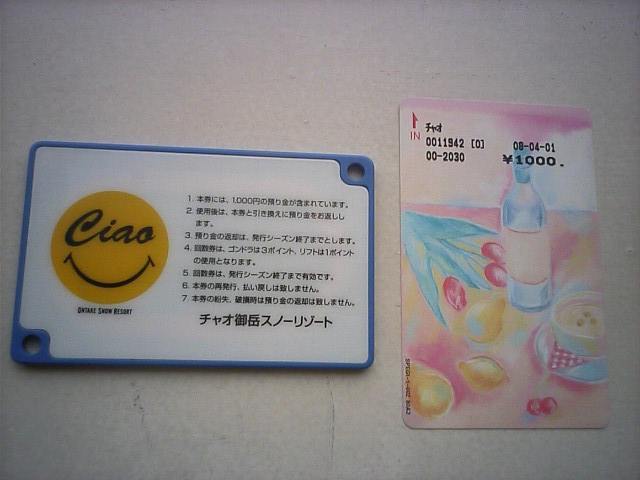 Ciao
ONTAKE SNOW RESORT
1. 本券には、1,000円の預り金が含まれています。
2. 使用後は、本券と引き換えに預り金をお返しし
ます。
3. 預り金の返却は、発行シーズン終了までとします。
4. 回数券は、ゴンドラは3ポイント、リフトは1ポイント
の使用となります。
5. 回数券は、発行シーズン終了まで有効です。
6. 本券の再発行、払い戻しは致しません。
7. 本券の紛失、破損時は預り金の返却は致しません。
チャオ御岳スノーリゾート
IN
チャオ
0011942 [0] 08-04-01
00-2030 ¥1000.